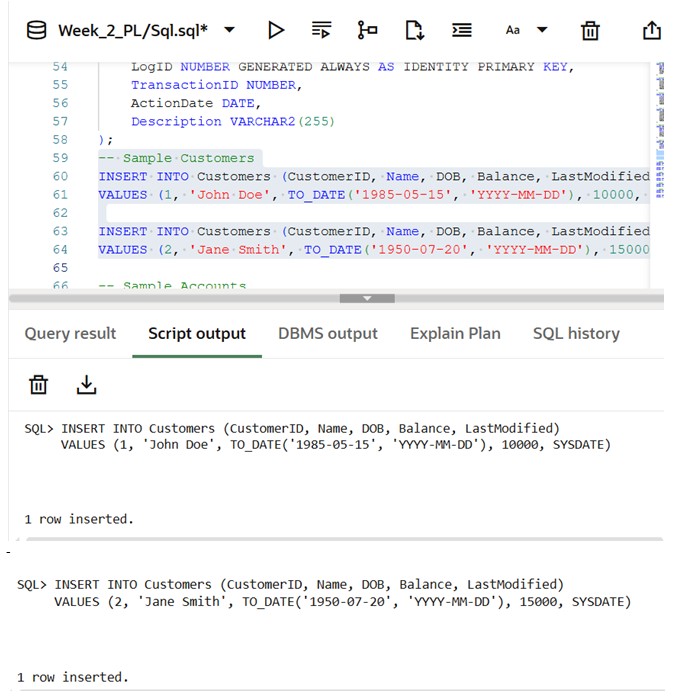 Week_2_PL/Sql.sql*
Aa
54 LogID NUMBER GENERATED ALWAYS AS IDENTITY PRIMARY KEY,
55 TransactionID NUMBER,
56 ActionDate DATE,
57 Description VARCHAR2(255)
58 );
59 -- Sample Customers
60 INSERT INTO Customers (CustomerID, Name, DOB, Balance, LastModified
61 VALUES (1, 'John Doe', TO_DATE('1985-05-15', 'YYYY-MM-DD'), 10000,
62
63 INSERT INTO Customers (CustomerID, Name, DOB, Balance, LastModified
64 VALUES (2, 'Jane Smith', TO_DATE('1950-07-20', 'YYYY-MM-DD'), 15000
65
66 -- Sample Accounts
Query result Script output DBMS output Explain Plan SQL history
SQL> INSERT INTO Customers (CustomerID, Name, DOB, Balance, LastModified)
VALUES (1, 'John Doe', TO_DATE('1985-05-15', 'YYYY-MM-DD'), 10000, SYSDATE)
1 row inserted.
SQL> INSERT INTO Customers (CustomerID, Name, DOB, Balance, LastModified)
VALUES (2, 'Jane Smith', TO_DATE('1950-07-20', 'YYYY-MM-DD'), 15000, SYSDATE)
1 row inserted.